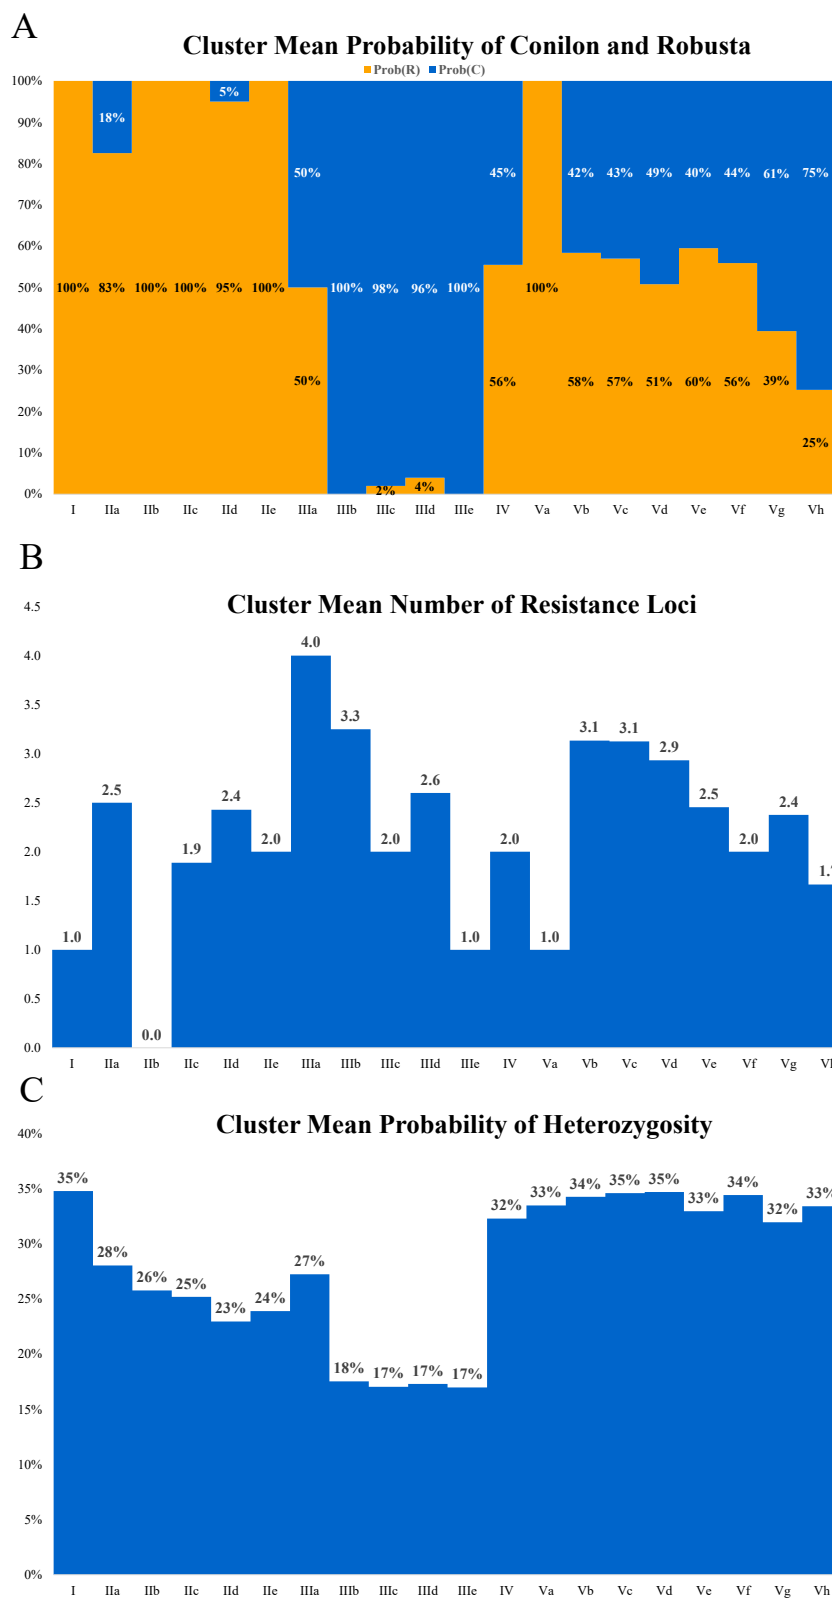 A
Cluster Mean Probability of Conilon and Robusta
Prob(R) Prob(C)
100%
90%
80%
70%
60%
50%
40%
30%
20%
10%
0%
18% 5%
50% 45% 42% 43% 49% 40% 44% 61% 75%
100% 83% 100% 100% 95% 100% 100% 98% 96% 100% 100%
50% 56% 58% 57% 51% 60% 56% 39%
25%
2% 4%
I IIa IIb IIc IId IIe IIIa IIIb IIIc IIId IIIe IV Va Vb Vc Vd Ve Vf Vg Vh
B
Cluster Mean Number of Resistance Loci
4.5
4.0
3.5
3.0
2.5
2.0
1.5
1.0
0.5
0.0
1.0 2.5 0.0 1.9 2.4 2.0 4.0 3.3 2.0 2.6 1.0 2.0 1.0 3.1 3.1 2.9 2.5 2.0 2.4
I IIa IIb IIc IId IIe IIIa IIIb IIIc IIId IIIe IV Va Vb Vc Vd Ve Vf Vg
C
Cluster Mean Probability of Heterozygosity
40%
35%
30%
25%
20%
15%
10%
5%
0%
35% 28% 26% 25% 23% 24% 27% 18% 17% 17% 17% 32% 33% 34% 35% 35% 33% 34% 32% 33%
I IIa IIb IIc IId IIe IIIa IIIb IIIc IIId IIIe IV Va Vb Vc Vd Ve Vf Vg Vh